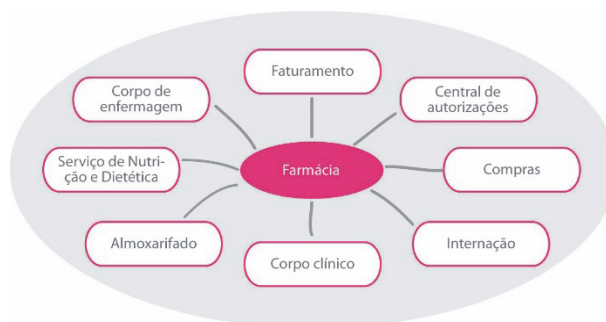 Faturamento
Corpo de
enfermagem
Central de
autorizações
Serviço de Nutri-
ção e Dietética
Farmácia
Compras
Almoxarifado
Corpo clínico
Internação